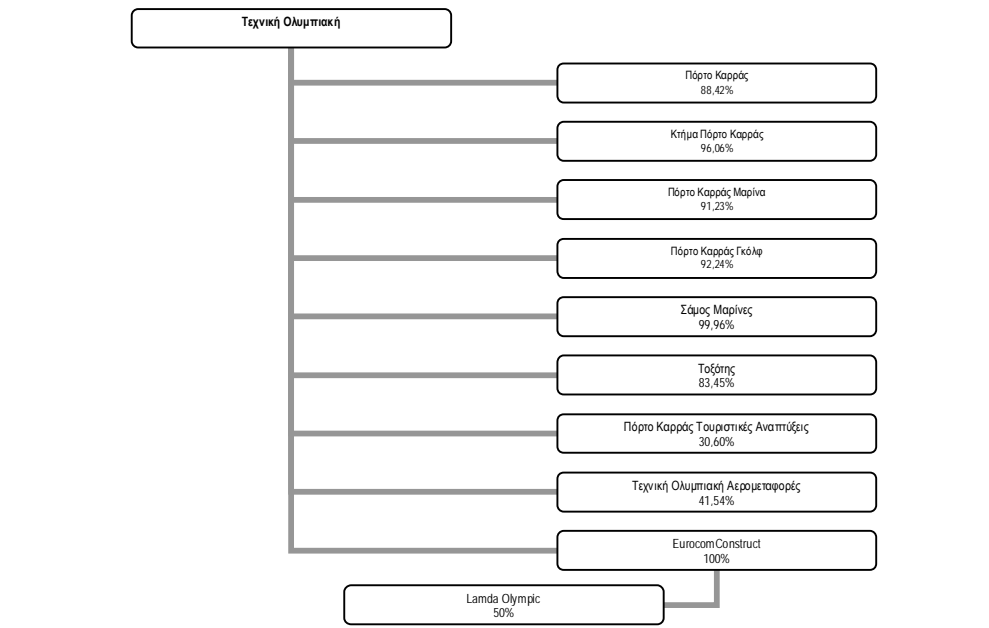 Τεχνική Ολυμπιακή
Πόρτο Καρράς
88,42%
Κτήμα Πόρτο Καρράς
96,06%
Πόρτο Καρράς Μαρίνα
91,23%
Πόρτο Καρράς Γκόλφ
92,24%
Σάμος Μαρίνες
99,96%
Τοξότης
83,45%
Πόρτο Καρράς Τουριστικές Αναπτύξεις
30,60%
Τεχνική Ολυμπιακή Αερομεταφορές
41,54%
Eurocom Construct
100%
Lamda Olympic
50%